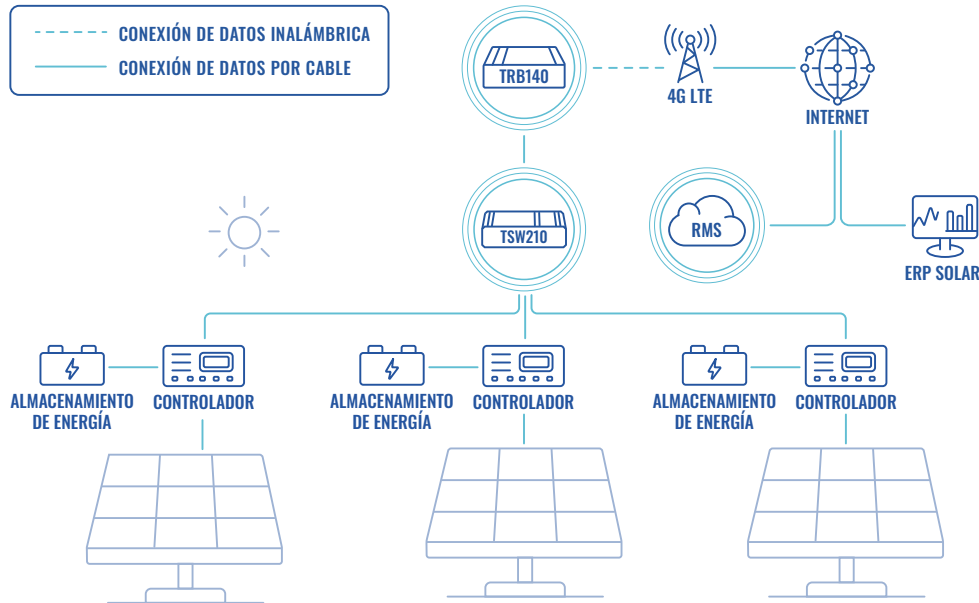 CONEXIÓN DE DATOS INALÁMBRICA
CONEXIÓN DE DATOS POR CABLE
TRB140
4G LTE
INTERNET
TSW210
RMS
ERP SOLAR
ALMACENAMIENTO
DE ENERGÍA
CONTROLADOR
ALMACENAMIENTO
DE ENERGÍA
CONTROLADOR
ALMACENAMIENTO
DE ENERGÍA
CONTROLADOR